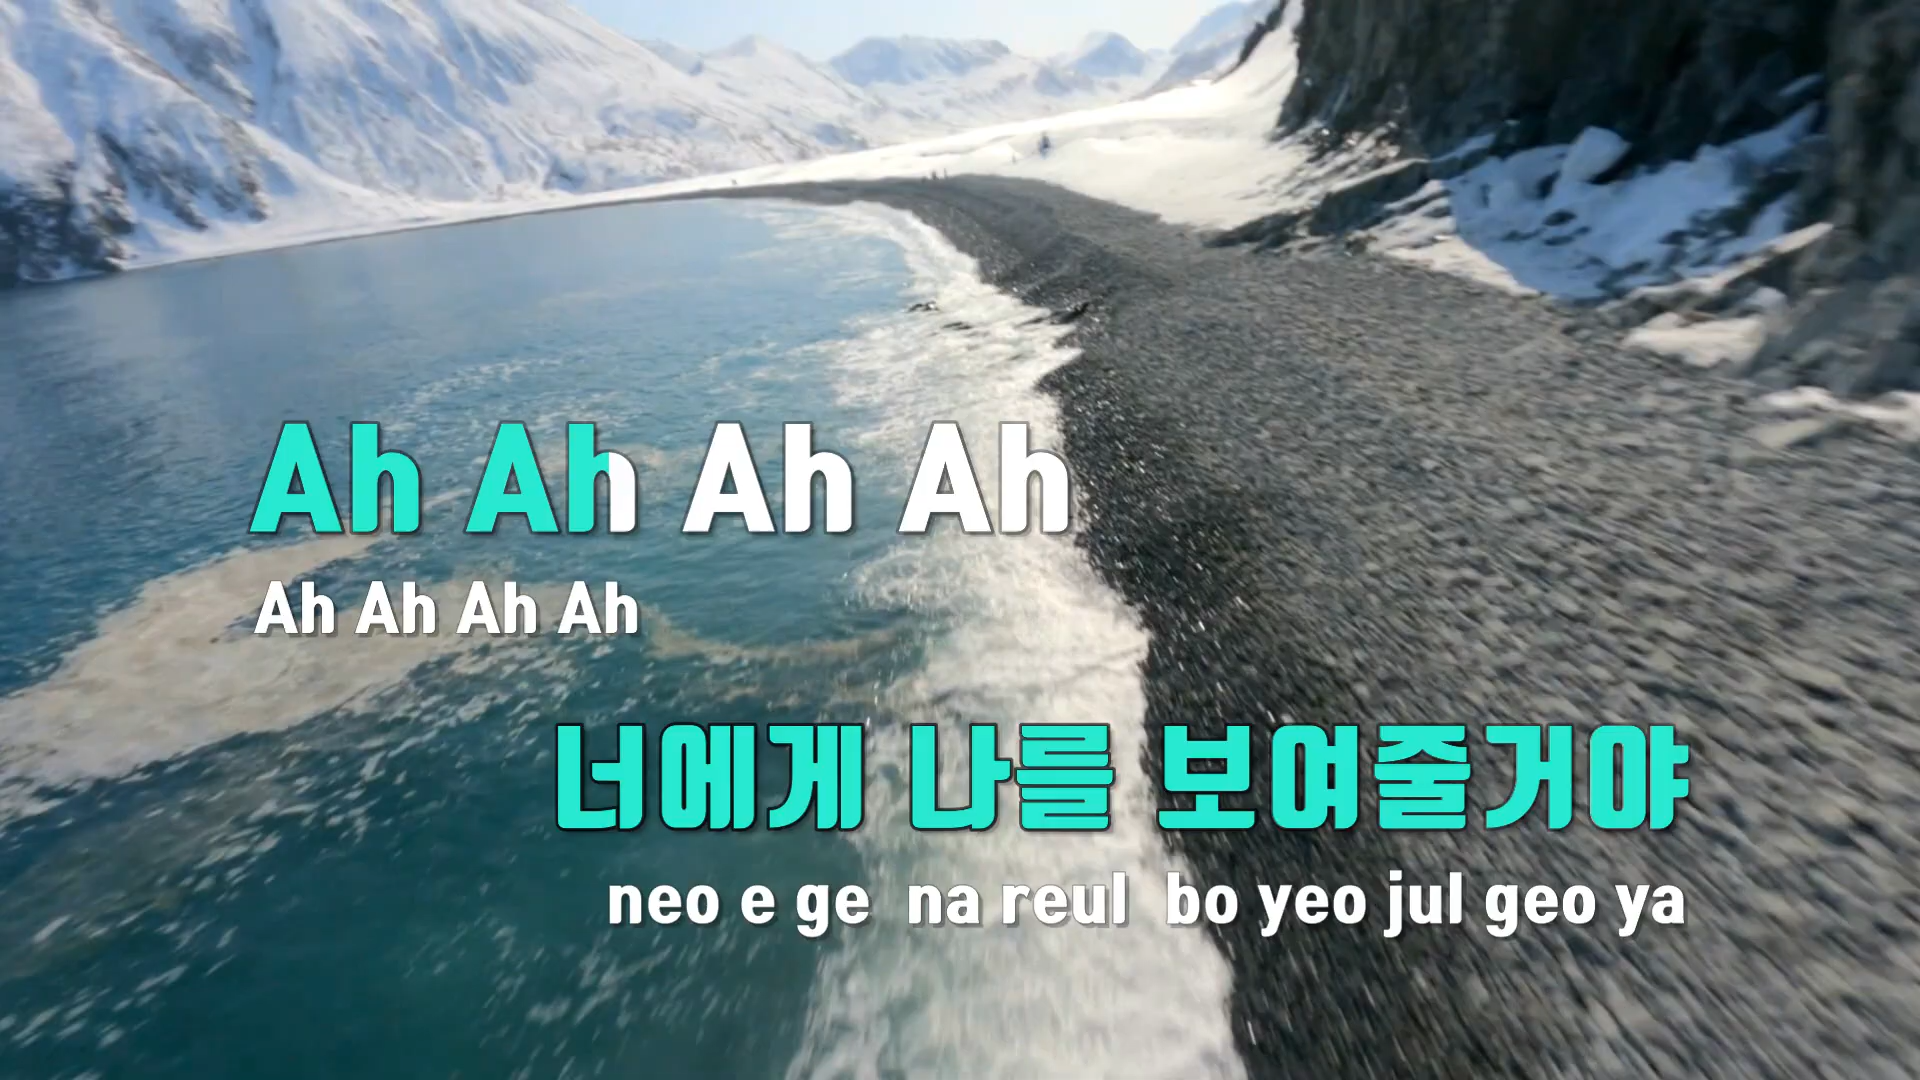 Ah Ah Ah Ah
Ah Ah Ah Ah
너에게 나를 보여줄거야
neo e ge na reul bo yeo jul geo ya